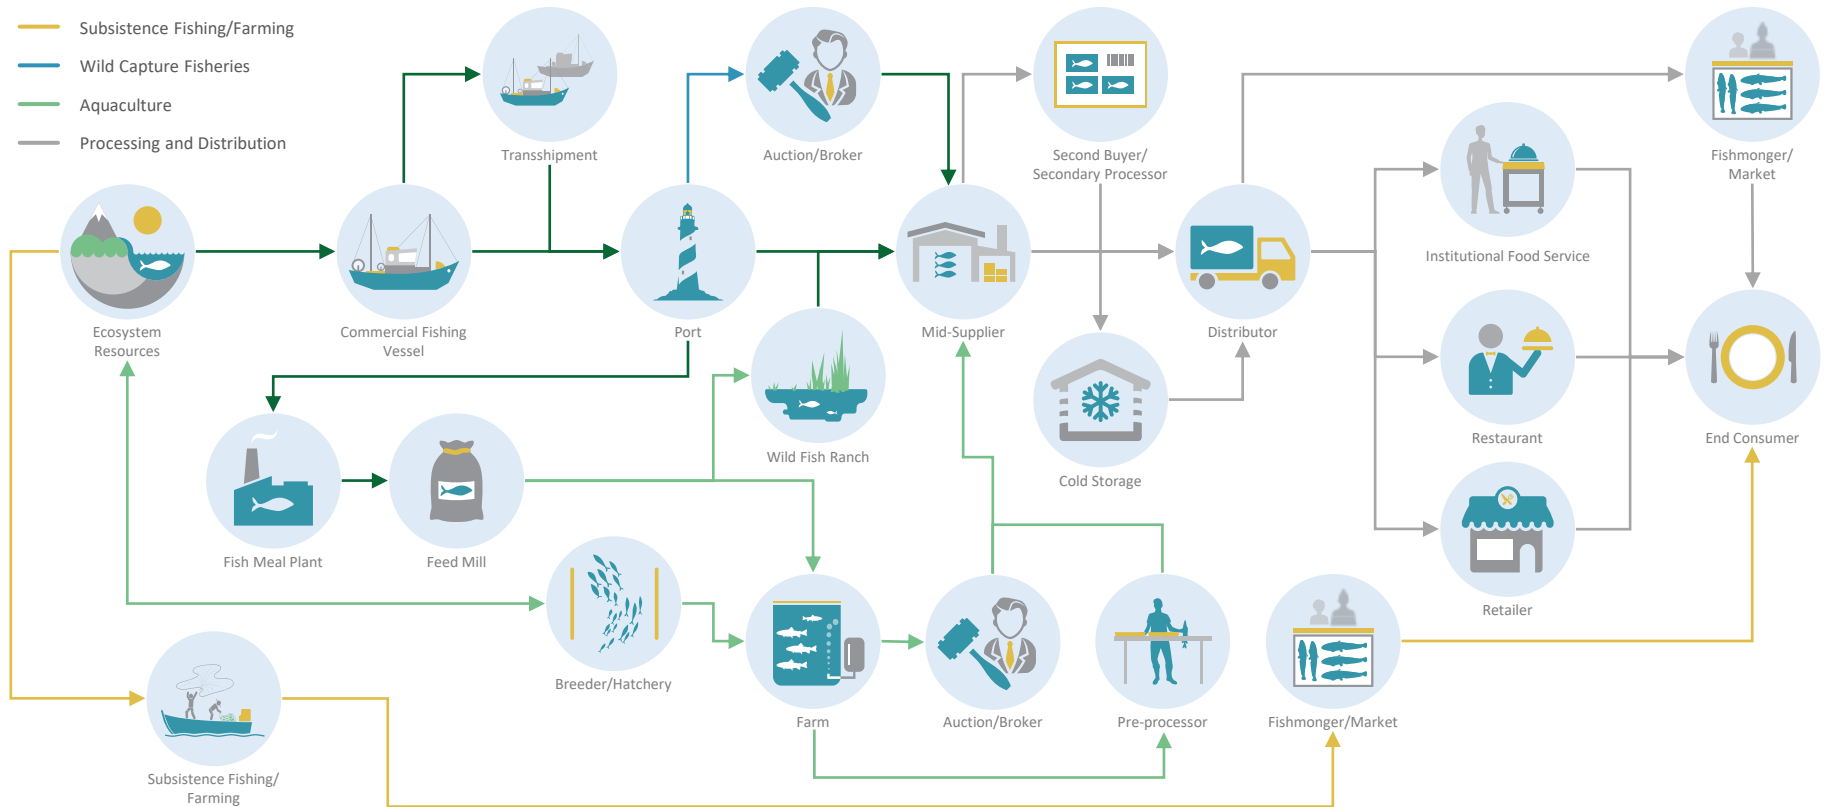 Subsistence Fishing/Farming
Wild Capture Fisheries
Aquaculture
Processing and Distribution
Transshipment
Auction/Broker
Second Buyer/
Secondary Processor
Fishmonger/
Market
Institutional Food Service
Ecosystem
Resources
Commercial Fishing
Vessel
Port
Mid-Supplier
Distributor
Wild Fish Ranch
Cold Storage
Restaurant
End Consumer
Fish Meal Plant
Feed Mill
Retailer
Breeder/Hatchery
Farm
Auction/Broker
Pre-processor
Fishmonger/Market
Subsistence Fishing/
Farming